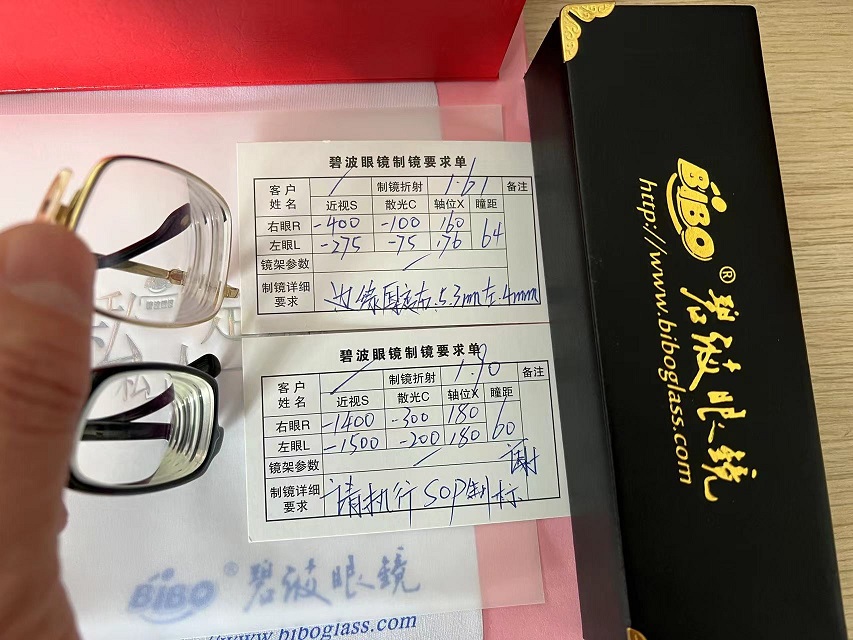 碧波眼镜制镜要求单
客户姓名 制镜折射 1.61 备注
近视S 散光C 轴位X 瞳距
右眼R -400 -100 160 64
左眼L -275 -75 176
镜架参数
制镜详细要求 边缘固定右.5.3mm左.4mm
碧波眼镜制镜要求单
客户姓名 制镜折射 1.90 备注
近视S 散光C 轴位X 瞳距
右眼R -1400 -300 180 60
左眼L -1500 -200 180
镜架参数
制镜详细要求 请执行SOP制标 谢
BiBO®碧波眼镜
www.biboglass.com
BiBO®碧波眼镜
http://www.biboglass.com